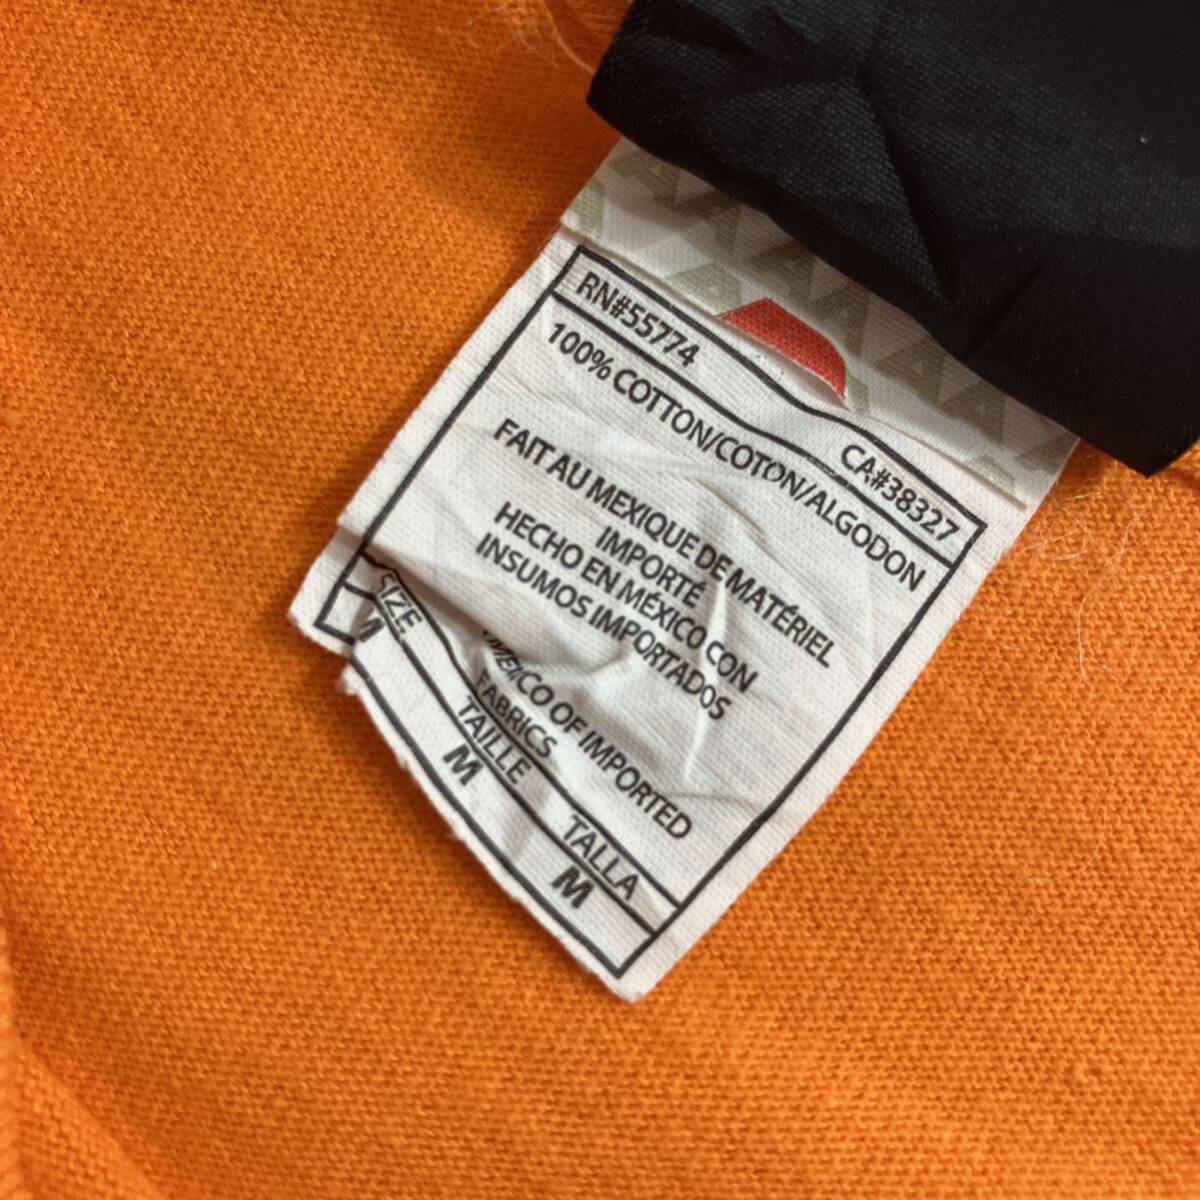 RN#55774 CA#38327
100% COTTON/COTON/ALGODON
FAIT AU MEXIQUE DE MATÉRIEL
IMPORTÉ
HECHO EN MÉXICO CON
INSUMOS IMPORTADOS
MEXICO OF IMPORTED
FABRICS
SIZE TAILLE TALLA
M M M